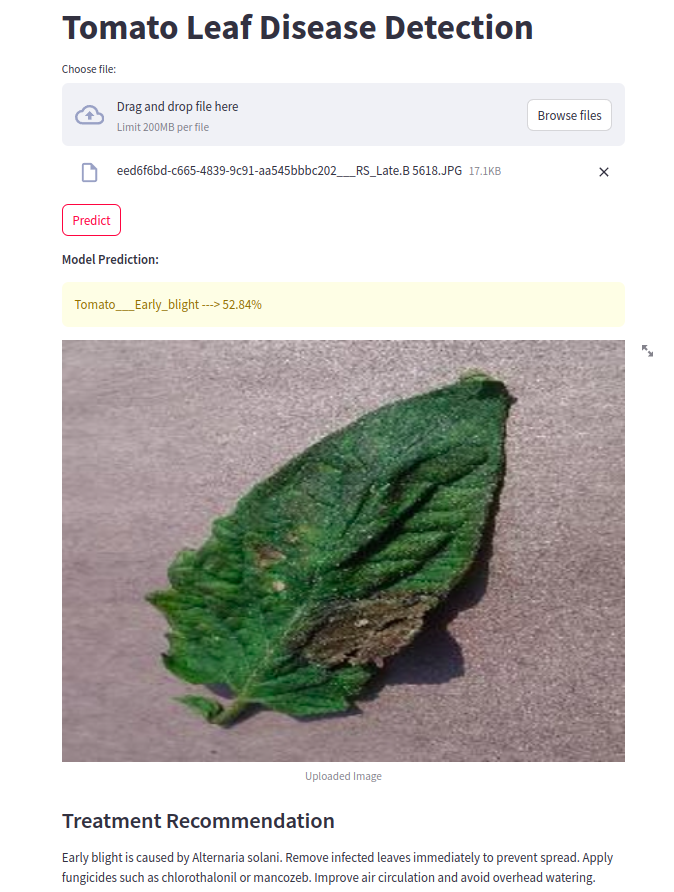 Tomato Leaf Disease Detection
Choose file:
Drag and drop file here
Limit 200MB per file
Browse files
eed6f6bd-c665-4839-9c91-aa545bbbc202___RS_Late.B 5618.JPG 17.1KB
Predict
Model Prediction:
Tomato___Early_blight ---> 52.84%
Uploaded Image
Treatment Recommendation
Early blight is caused by Alternaria solani. Remove infected leaves immediately to prevent spread. Apply
fungicides such as chlorothalonil or mancozeb. Improve air circulation and avoid overhead watering.